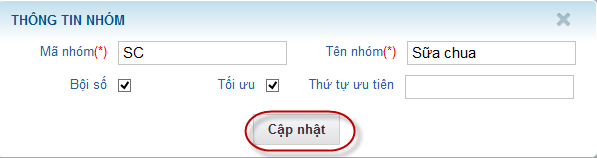 THÔNG TIN NHÓM
Mã nhóm(*) SC Tên nhóm(*) Sữa chua
Bội số Tối ưu Thứ tự ưu tiên
Cập nhật